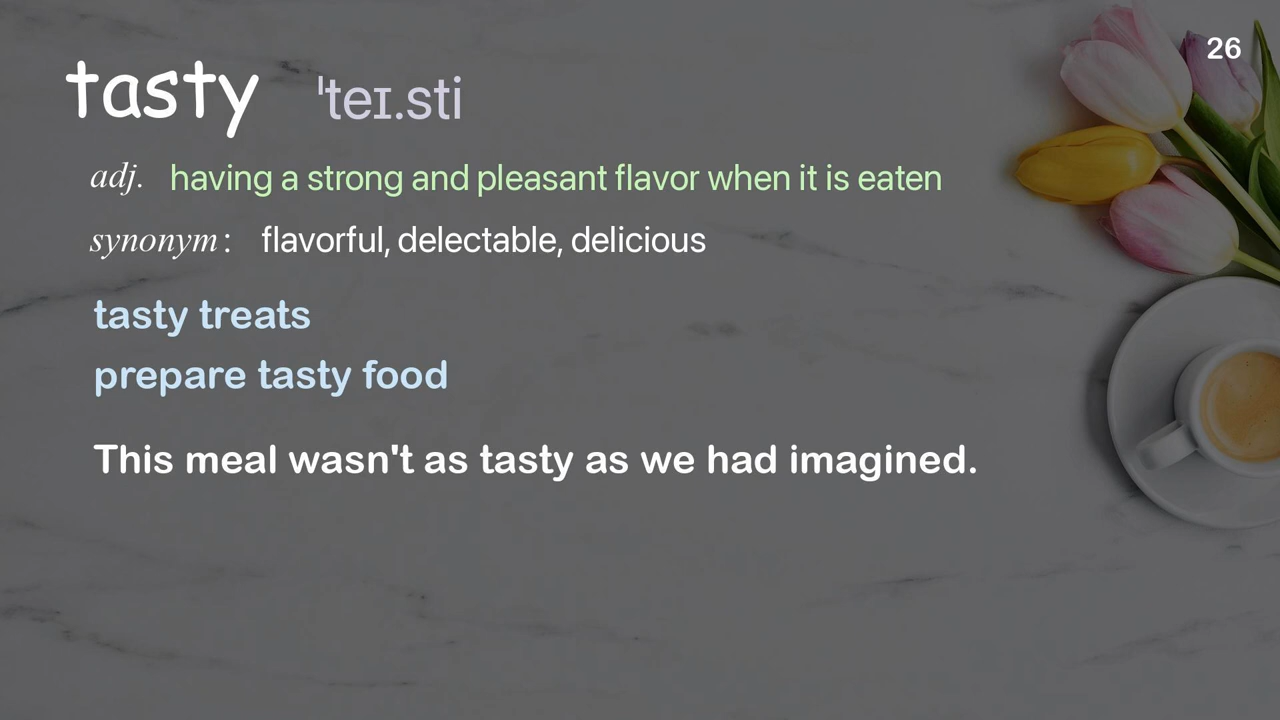 26
tasty ˈteɪ.sti
adj. having a strong and pleasant flavor when it is eaten
synonym: flavorful, delectable, delicious
tasty treats
prepare tasty food
This meal wasn't as tasty as we had imagined.